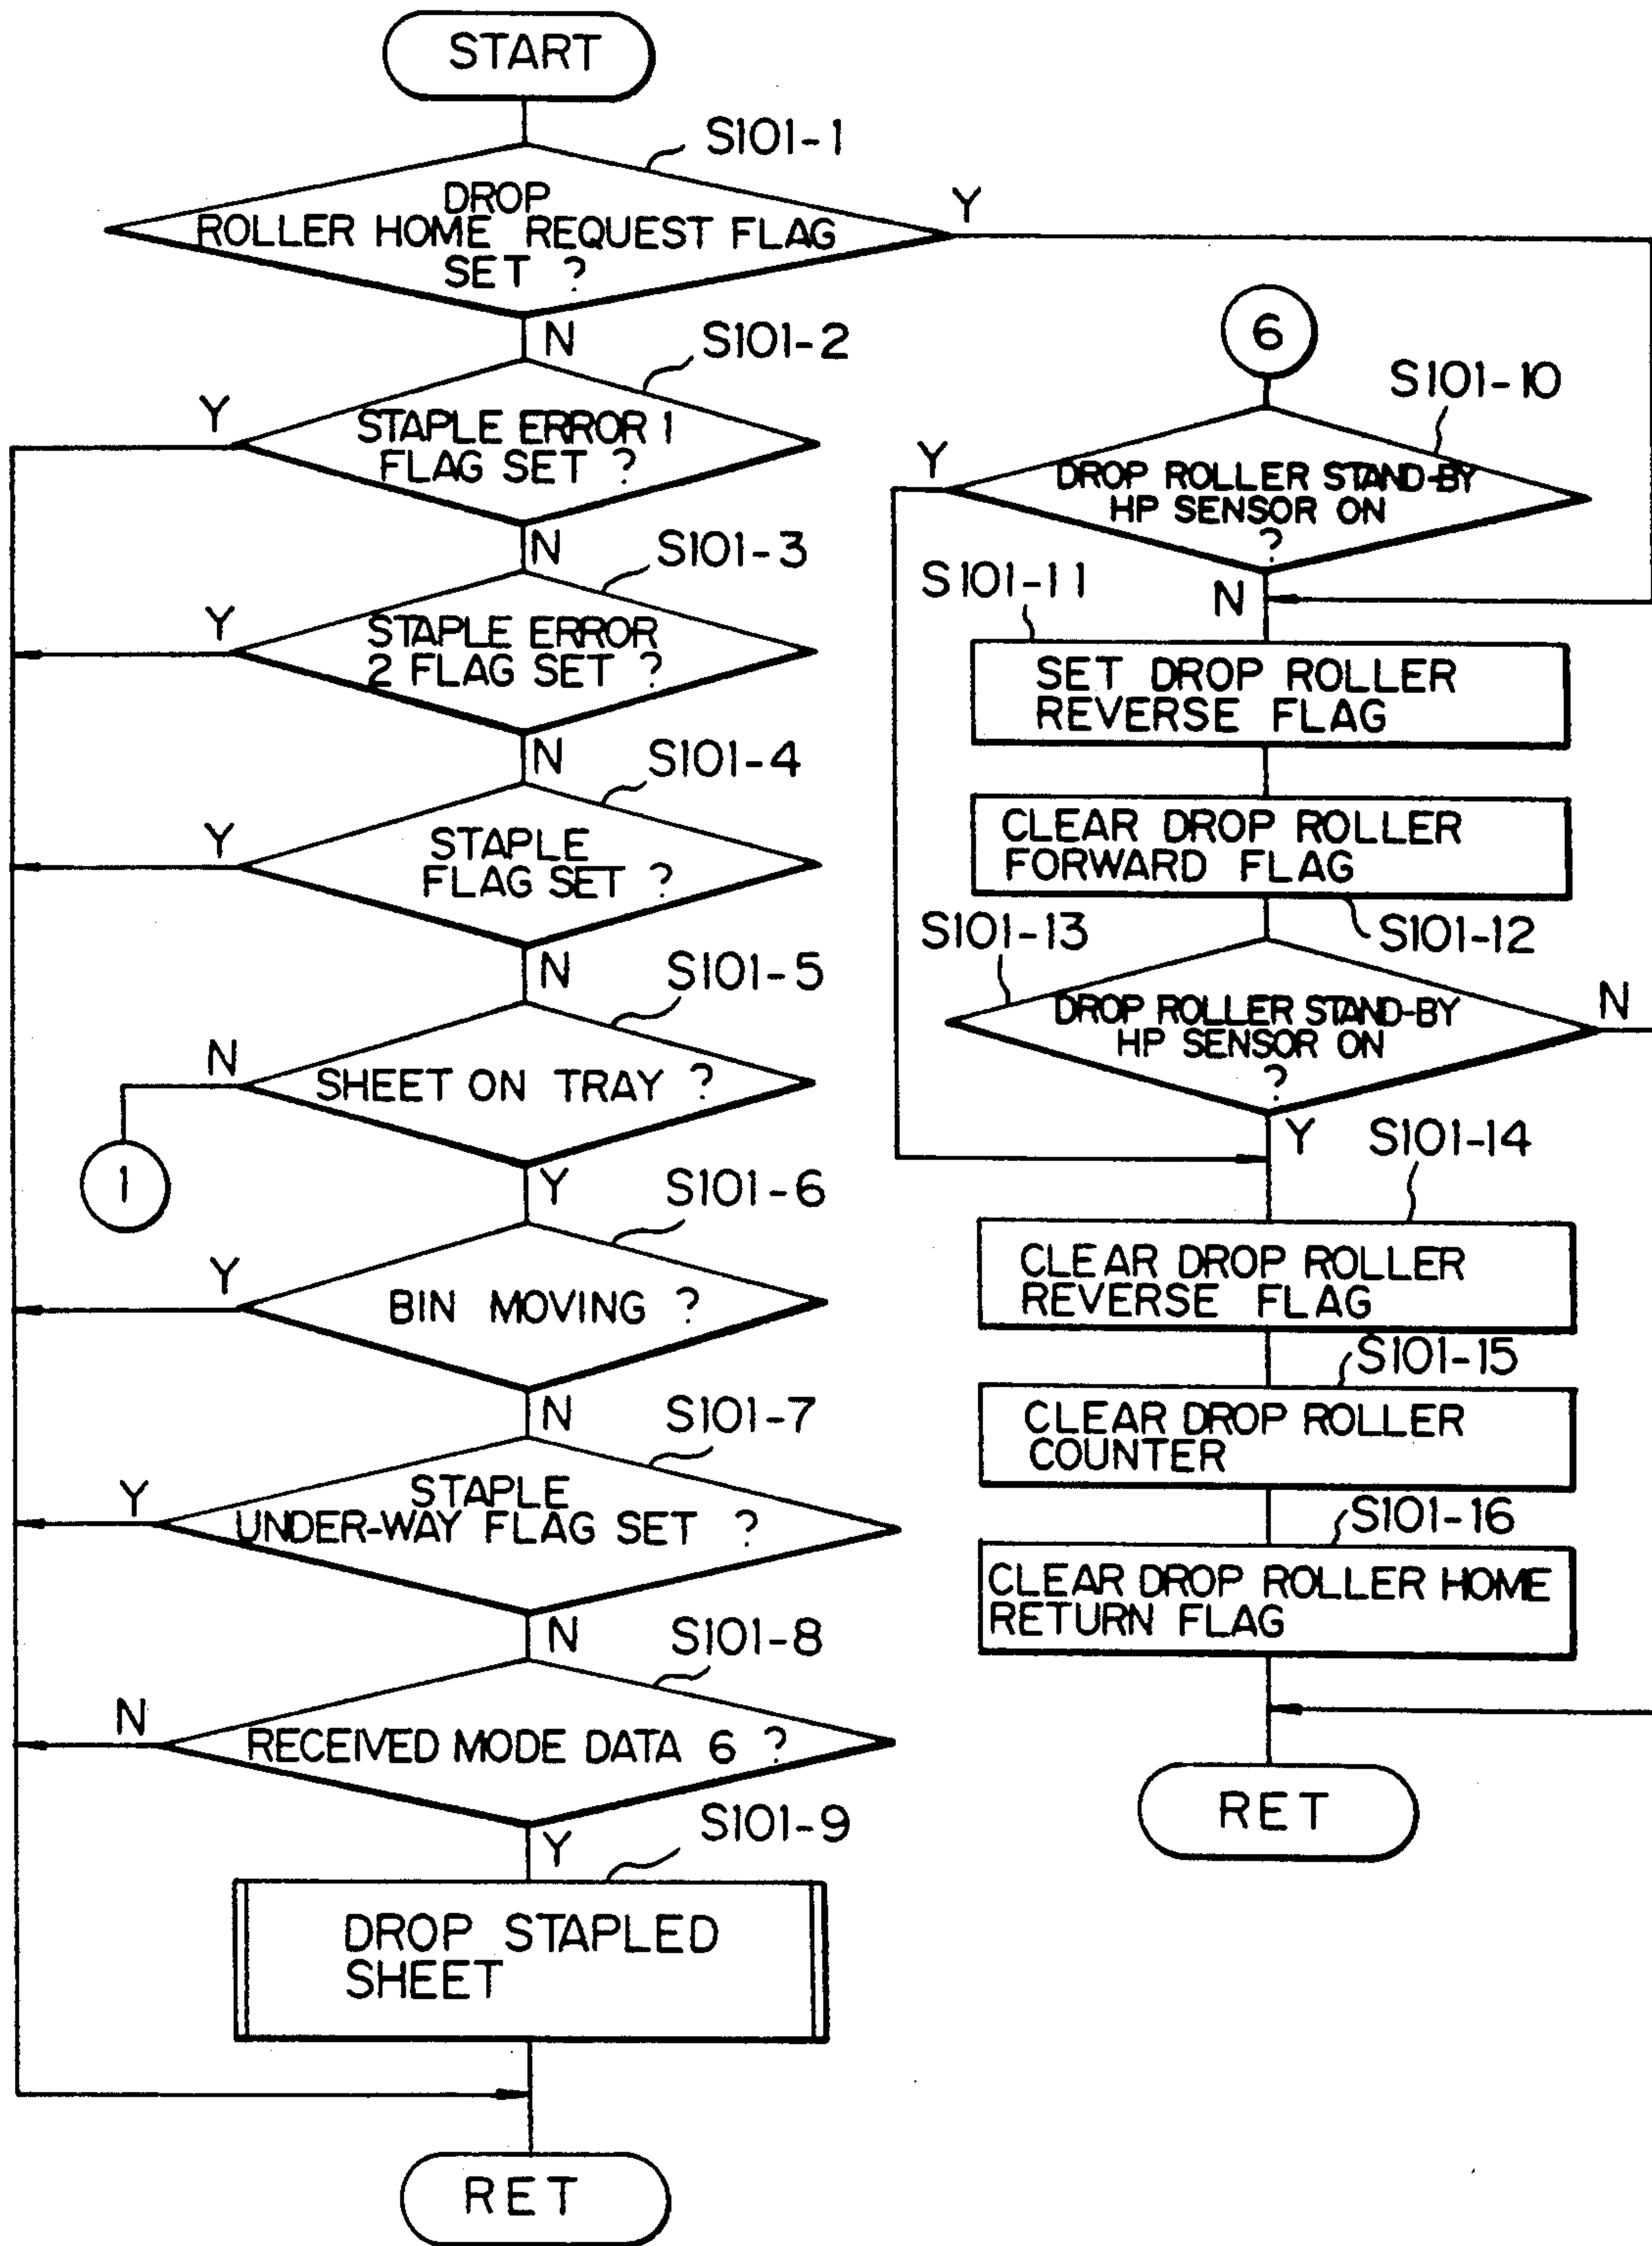 START
S101-1
DROP
ROLLER HOME REQUEST FLAG
SET ?
Y
N
S101-2
Y
STAPLE ERROR 1
FLAG SET ?
N
S101-3
Y
STAPLE ERROR
2 FLAG SET ?
N
S101-4
Y
STAPLE
FLAG SET ?
N
S101-5
N
SHEET ON TRAY ?
1
Y
S101-6
Y
BIN MOVING ?
N
S101-7
Y
STAPLE
UNDER-WAY FLAG SET ?
N
S101-8
N
RECEIVED MODE DATA 6 ?
Y
S101-9
DROP STAPLED
SHEET
RET
6
S101-10
Y
DROP ROLLER STAND-BY
HP SENSOR ON
?
S101-11
N
SET DROP ROLLER
REVERSE FLAG
CLEAR DROP ROLLER
FORWARD FLAG
S101-13
S101-12
DROP ROLLER STAND-BY
HP SENSOR ON
?
N
Y
S101-14
CLEAR DROP ROLLER
REVERSE FLAG
S101-15
CLEAR DROP ROLLER
COUNTER
S101-16
CLEAR DROP ROLLER HOME
RETURN FLAG
RET